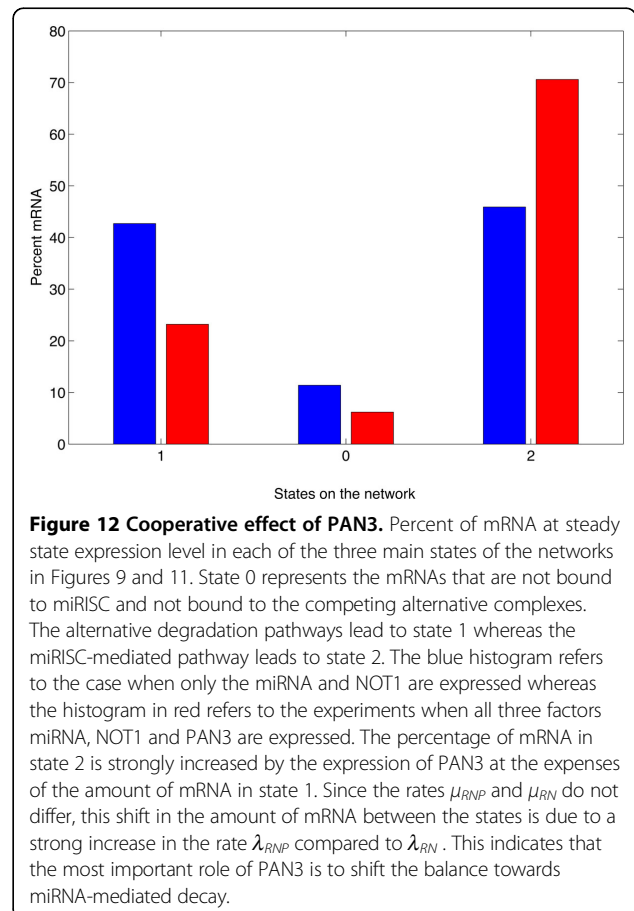 80
70
60
50
40
30
20
10
0
Percent mRNA
1 0 2
States on the network
Figure 12 Cooperative effect of PAN3. Percent of mRNA at steady
state expression level in each of the three main states of the networks
in Figures 9 and 11. State 0 represents the mRNAs that are not bound
to miRISC and not bound to the competing alternative complexes.
The alternative degradation pathways lead to state 1 whereas the
miRISC-mediated pathway leads to state 2. The blue histogram refers
to the case when only the miRNA and NOT1 are expressed whereas
the histogram in red refers to the experiments when all three factors
miRNA, NOT1 and PAN3 are expressed. The percentage of mRNA in
state 2 is strongly increased by the expression of PAN3 at the expenses
of the amount of mRNA in state 1. Since the rates μRNP and μRN do not
differ, this shift in the amount of mRNA between the states is due to a
strong increase in the rate λRNP compared to λRN . This indicates that
the most important role of PAN3 is to shift the balance towards
miRNA-mediated decay.